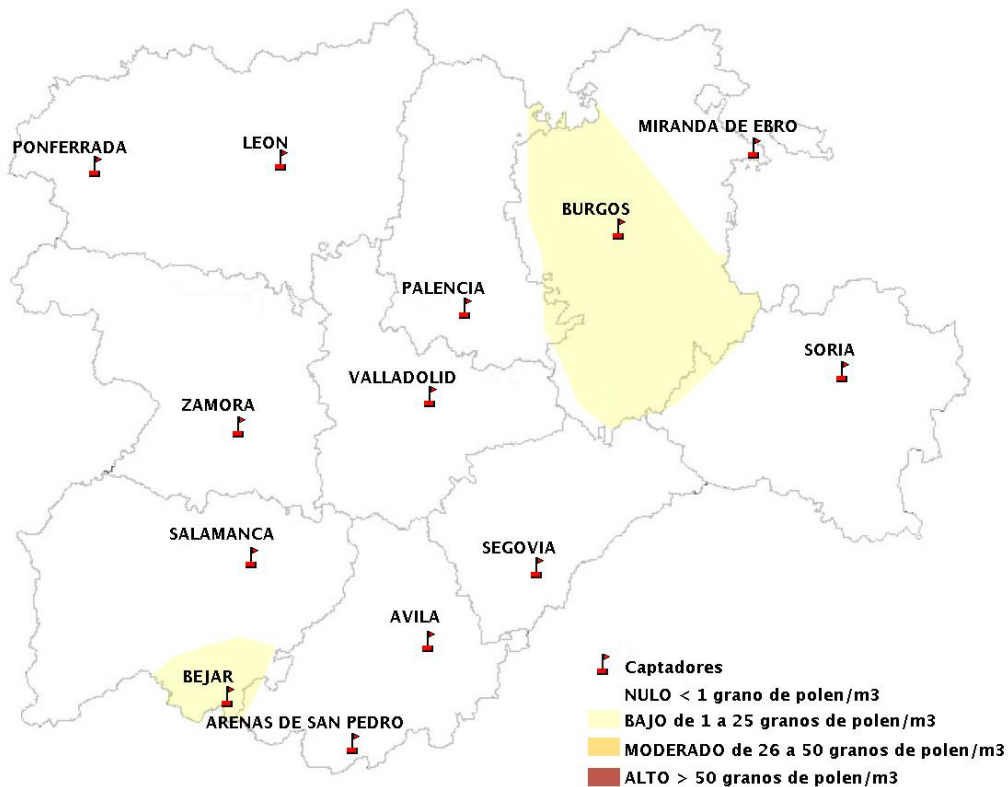 MIRANDA DE EBRO
PONFERRADA
LEON
BURGOS
PALENCIA
SORIA
VALLADOLID
ZAMORA
SALAMANCA
SEGOVIA
AVILA
BEJAR
ARENAS DE SAN PEDRO
Captadores
NULO < 1 grano de polen/m3
BAJO de 1 a 25 granos de polen/m3
MODERADO de 26 a 50 granos de polen/m3
ALTO > 50 granos de polen/m3